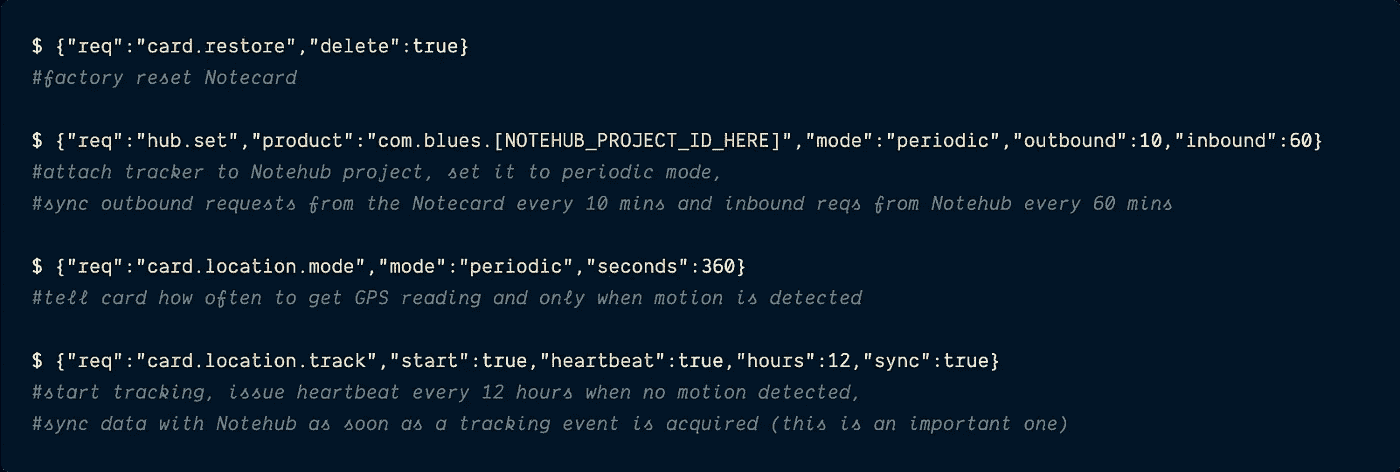 $ {"req":"card.restore","delete":true}
#factory reset Notecard
$ {"req":"hub.set","product":"com.blues.[NOTEHUB_PROJECT_ID_HERE]","mode":"periodic","outbound":10,"inbound":60}
#attach tracker to Notehub project, set it to periodic mode,
#sync outbound requests from the Notecard every 10 mins and inbound reqs from Notehub every 60 mins
$ {"req":"card.location.mode","mode":"periodic","seconds":360}
#tell card how often to get GPS reading and only when motion is detected
$ {"req":"card.location.track","start":true,"heartbeat":true,"hours":12,"sync":true}
#start tracking, issue heartbeat every 12 hours when no motion detected,
#sync data with Notehub as soon as a tracking event is acquired (this is an important one)